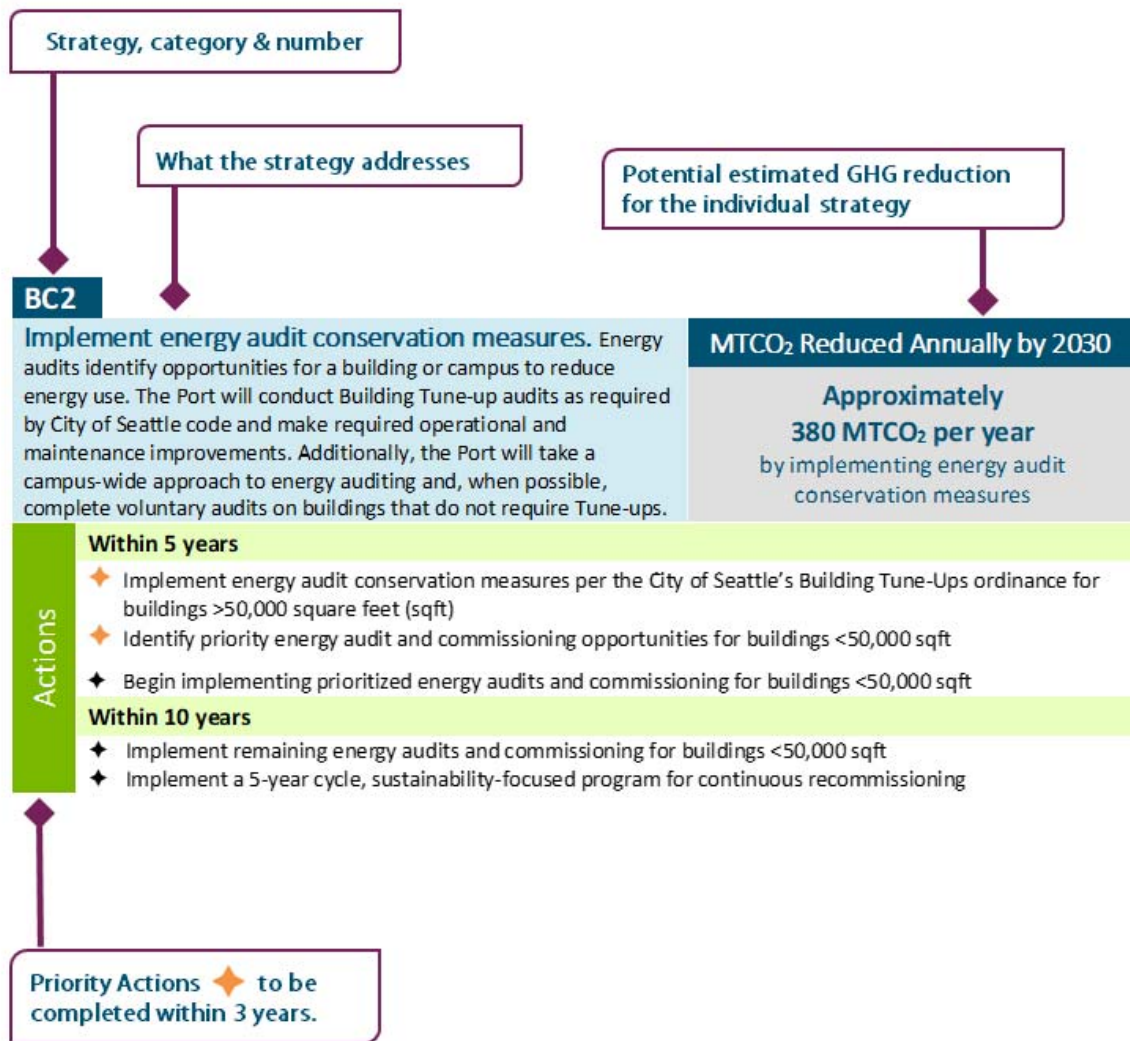 Strategy, category & number
What the strategy addresses
Potential estimated GHG reduction
for the individual strategy
BC2
Implement energy audit conservation measures. Energy
audits identify opportunities for a building or campus to reduce
energy use. The Port will conduct Building Tune-up audits as required
by City of Seattle code and make required operational and
maintenance improvements. Additionally, the Port will take a
campus-wide approach to energy auditing and, when possible,
complete voluntary audits on buildings that do not require Tune-ups.
MTCO₂ Reduced Annually by 2030
Approximately
380 MTCO₂ per year
by implementing energy audit
conservation measures
Actions
Within 5 years
Implement energy audit conservation measures per the City of Seattle's Building Tune-Ups ordinance for
buildings >50,000 square feet (sqft)
Identify priority energy audit and commissioning opportunities for buildings <50,000 sqft
Begin implementing prioritized energy audits and commissioning for buildings <50,000 sqft
Within 10 years
Implement remaining energy audits and commissioning for buildings <50,000 sqft
Implement a 5-year cycle, sustainability-focused program for continuous recommissioning
Priority Actions ✦ to be
completed within 3 years.